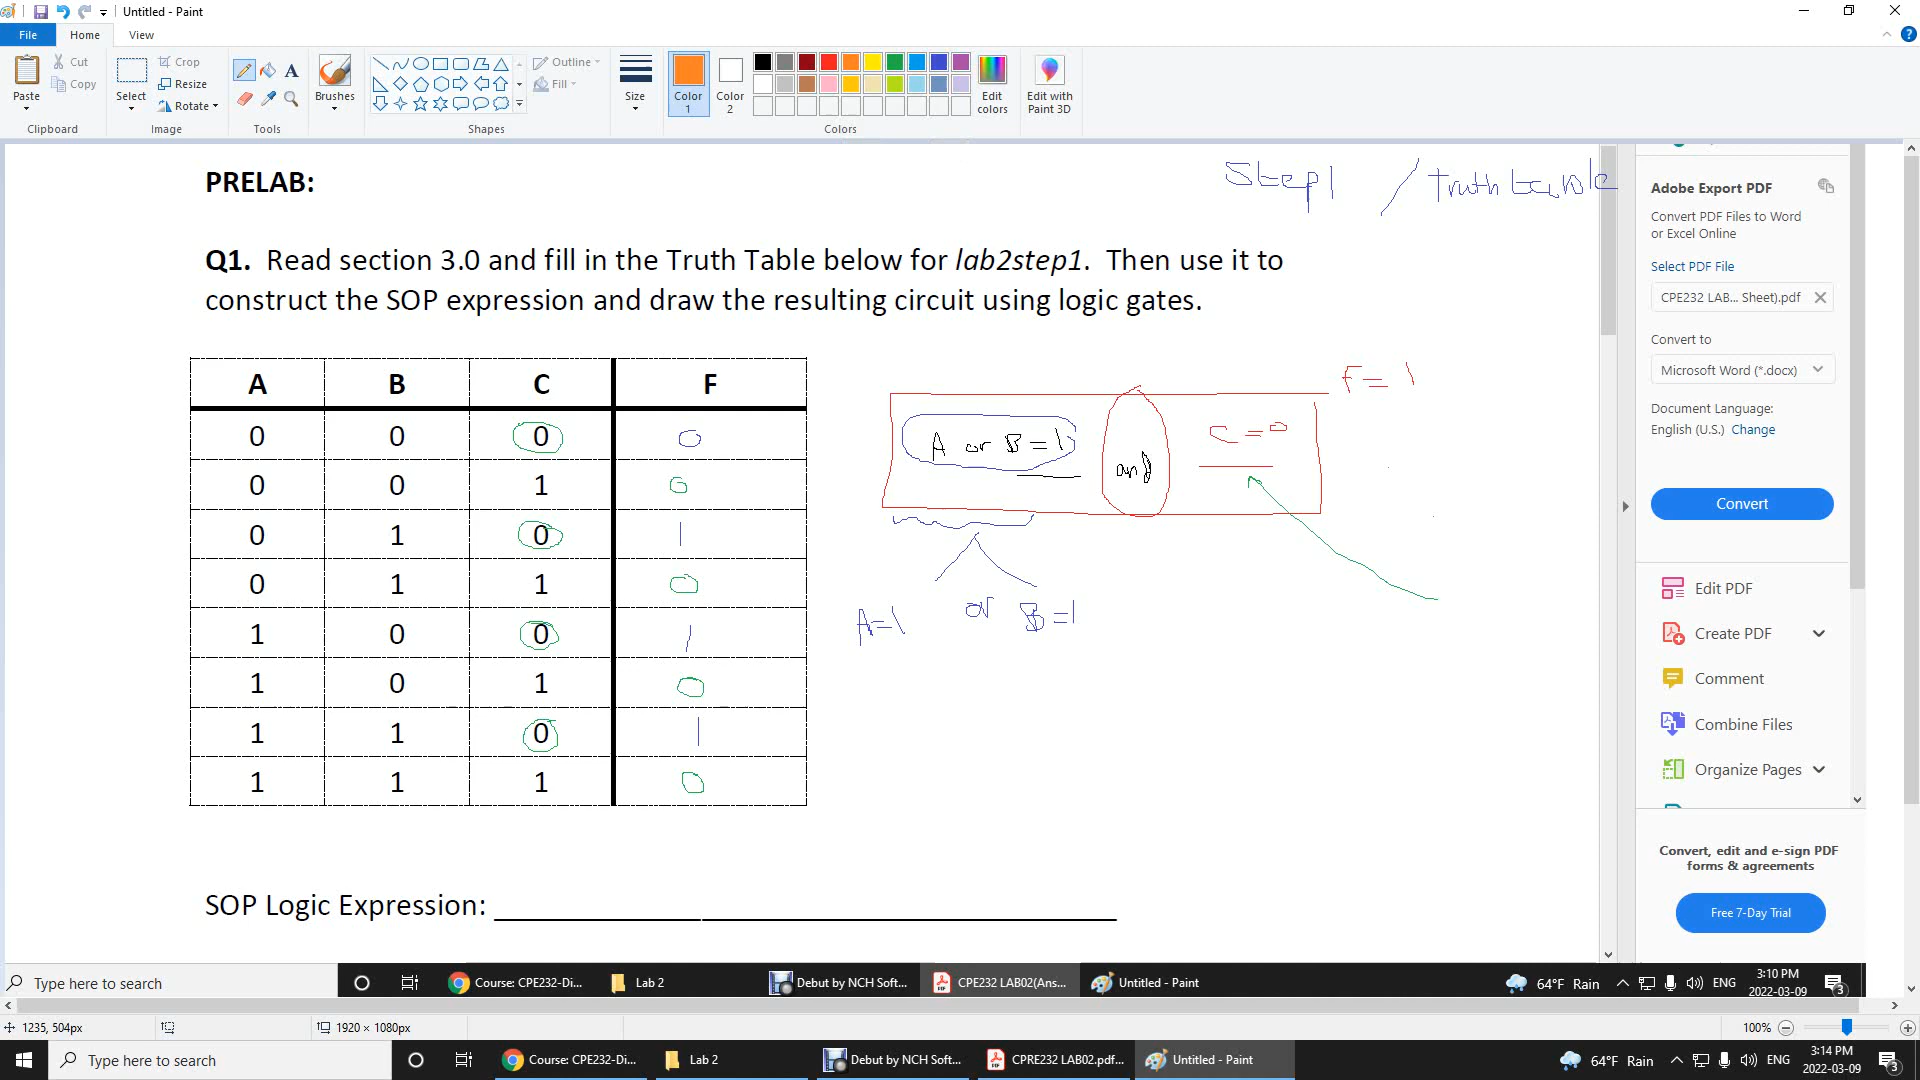 Untitled - Paint
File Home View
Paste Cut Copy Clipboard
Select Crop Resize Rotate Image
Tools
Brushes
Shapes Outline Fill
Size
Color 1 Color 2 Colors Edit colors
Edit with Paint 3D
PRELAB:
Step1 / Truth table
Q1. Read section 3.0 and fill in the Truth Table below for lab2step1. Then use it to
construct the SOP expression and draw the resulting circuit using logic gates.
A B C F
0 0 0 0
0 0 1 0
0 1 0 1
0 1 1 0
1 0 0 1
1 0 1 0
1 1 0 1
1 1 1 0
F = 1
A or B = 1 and C = 0
A=1 or B=1
SOP Logic Expression:
Adobe Export PDF
Convert PDF Files to Word
or Excel Online
Select PDF File
CPE232 LAB... Sheet).pdf
Convert to
Microsoft Word (*.docx)
Document Language:
English (U.S.) Change
Convert
Edit PDF
Create PDF
Comment
Combine Files
Organize Pages
Convert, edit and e-sign PDF
forms & agreements
Free 7-Day Trial
Type here to search Course: CPE232-Di... Lab 2 Debut by NCH Soft... CPE232 LAB02(Ans... Untitled - Paint 64°F Rain ENG 3:10 PM 2022-03-09 3
1235, 504px 1920 × 1080px 100%
Type here to search Course: CPE232-Di... Lab 2 Debut by NCH Soft... CPRE232 LAB02.pdf... Untitled - Paint 64°F Rain ENG 3:14 PM 2022-03-09 3